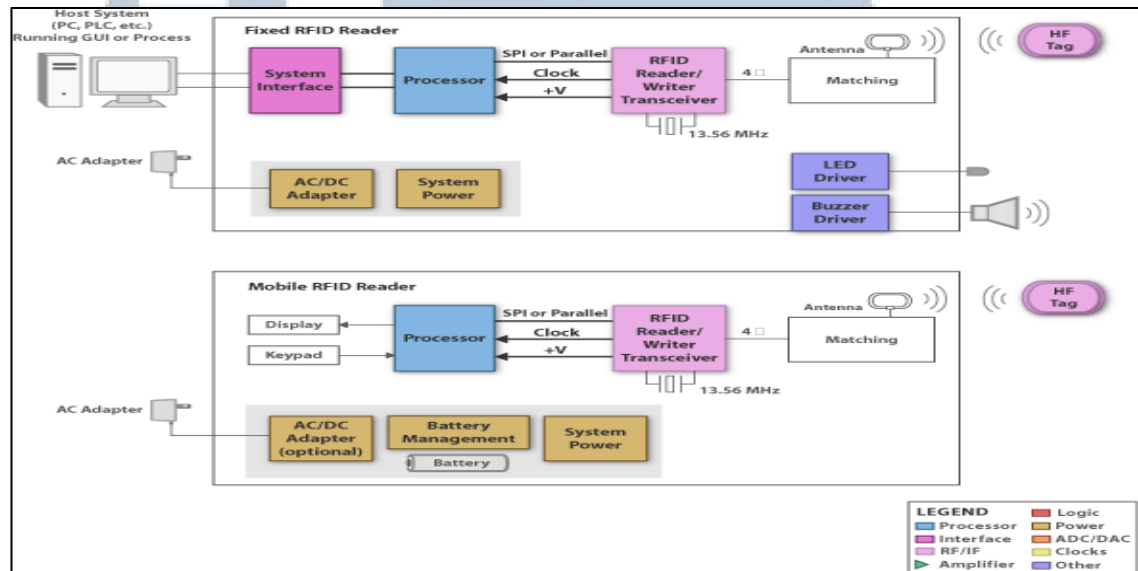 Host System
(PC, PLC, etc.)
Running GUI or Process
Fixed RFID Reader
System
Interface
Processor
SPI or Parallel
Clock
+V
RFID
Reader/
Writer
Transceiver
13.56 MHz
4 □
Antenna
Matching
HF
Tag
AC Adapter
AC/DC
Adapter
System
Power
LED
Driver
Buzzer
Driver
Mobile RFID Reader
Display
Keypad
Processor
SPI or Parallel
Clock
+V
RFID
Reader/
Writer
Transceiver
13.56 MHz
4 □
Antenna
Matching
HF
Tag
AC Adapter
AC/DC
Adapter
(optional)
Battery
Management
Battery
System
Power
LEGEND
Processor
Interface
RF/IF
Amplifier
Logic
Power
ADC/DAC
Clocks
Other